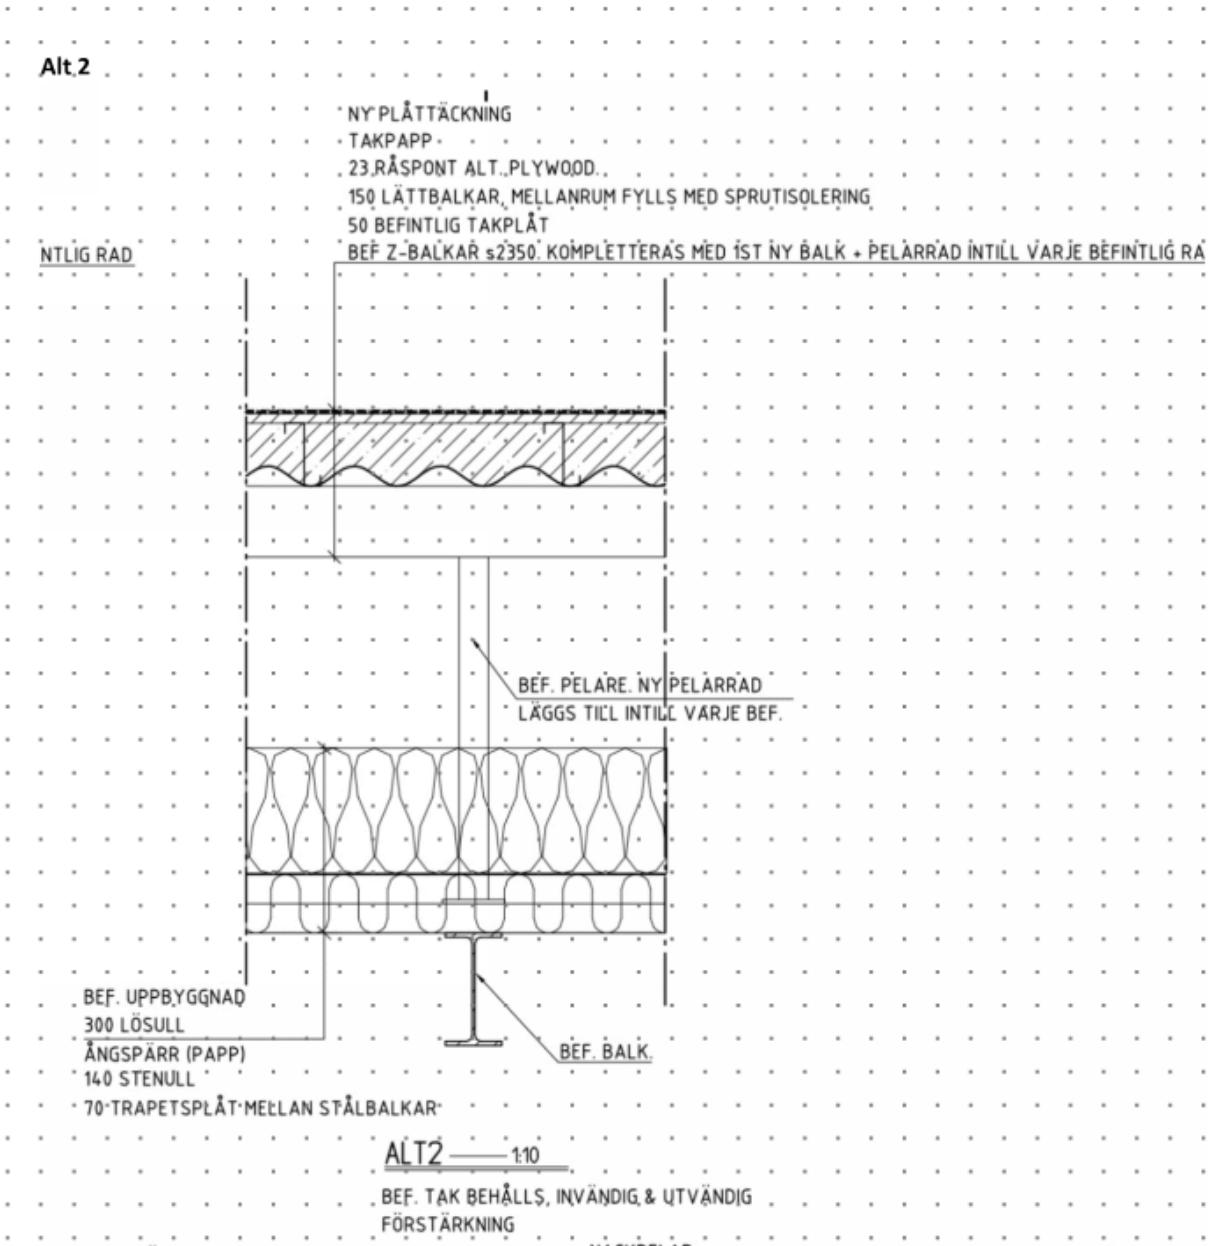 Alt 2
NY PLÅTTÄCKNING
TAKPAPP
23 RÅSPONT ALT. PLYWOOD.
150 LÄTTBALKAR, MELLANRUM FYLLS MED SPRUTISOLERING
50 BEFINTLIG TAKPLÅT
NTLIG RAD
BEF Z-BALKAR s2350. KOMPLETTERAS MED 1ST NY BALK + PELARRAD INTILL VARJE BEFINTLIG RA
BEF. PELARE. NY PELARRAD
LÄGGS TILL INTILL VARJE BEF.
BEF. UPPBYGGNAD
300 LÖSULL
ÅNGSPÄRR (PAPP)
140 STENULL
70 TRAPETSPLÅT MELLAN STÅLBALKAR
BEF. BALK.
ALT2 1:10
BEF. TAK BEHÅLLS, INVÄNDIG & UTVÄNDIG
FÖRSTÄRKNING